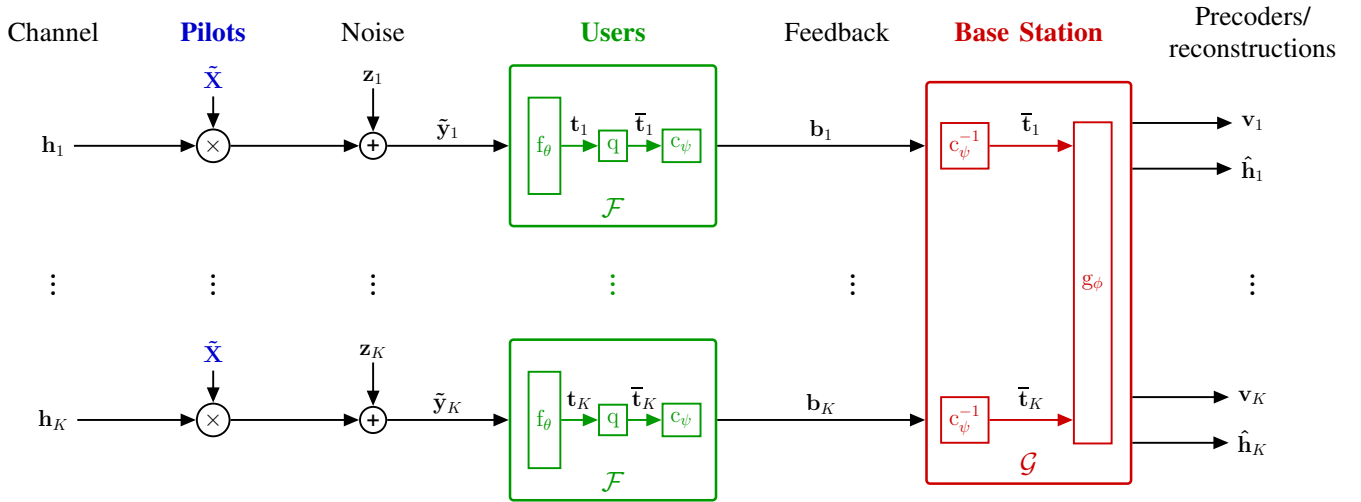 Channel Pilots Noise Users Feedback Base Station Precoders/
reconstructions
X̃ z₁
h₁ × + ỹ₁ f_θ t₁ q t̅₁ c_ψ b₁ c_ψ⁻¹ t̅₁ v₁
ĥ₁
ℱ
⋮ ⋮ ⋮ ⋮ ⋮ g_ϕ ⋮
X̃ z_K
h_K × + ỹ_K f_θ t_K q t̅_K c_ψ b_K c_ψ⁻¹ t̅_K v_K
ĥ_K
ℱ 𝒢